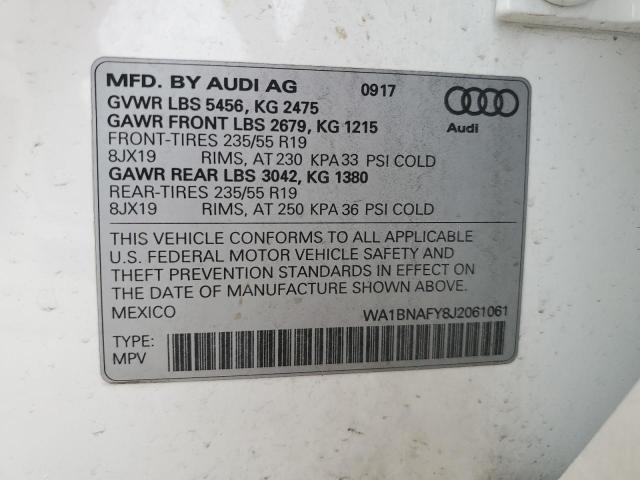 MFD. BY AUDI AG 0917
GVWR LBS 5456, KG 2475
GAWR FRONT LBS 2679, KG 1215
Audi
FRONT-TIRES 235/55 R19
8JX19 RIMS, AT 230 KPA 33 PSI COLD
GAWR REAR LBS 3042, KG 1380
REAR-TIRES 235/55 R19
8JX19 RIMS, AT 250 KPA 36 PSI COLD
THIS VEHICLE CONFORMS TO ALL APPLICABLE
U.S. FEDERAL MOTOR VEHICLE SAFETY AND
THEFT PREVENTION STANDARDS IN EFFECT ON
THE DATE OF MANUFACTURE SHOWN ABOVE.
MEXICO WA1BNAFY8J2061061
TYPE:
MPV